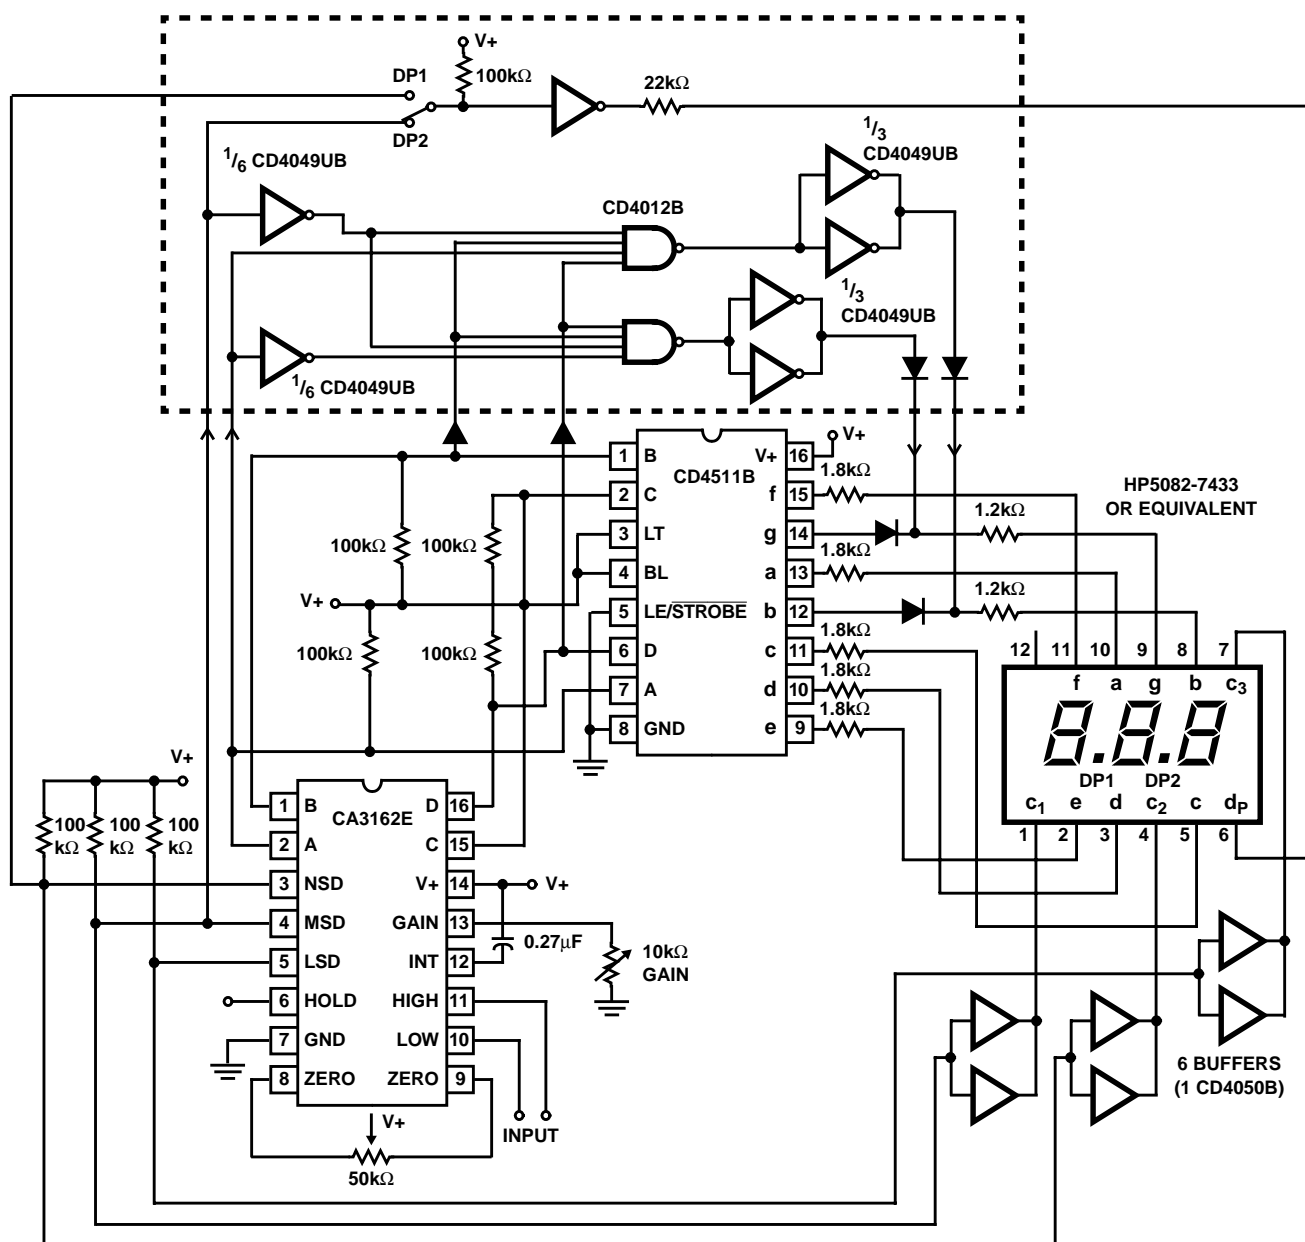 V+
DP1
100kΩ
22kΩ
DP2
1/3
CD4049UB
1/6 CD4049UB
CD4012B
1/3
CD4049UB
1/6 CD4049UB
V+
1 B
V+ 16
CD4511B
1.8kΩ
HP5082-7433
OR EQUIVALENT
2 C
f 15
1.2kΩ
100kΩ
100kΩ
3 LT
g 14
1.8kΩ
4 BL
a 13
1.2kΩ
V+
5 LE/STROBE
b 12
1.8kΩ
100kΩ
100kΩ
6 D
c 11
12 11 10 9 8 7
1.8kΩ
7 A
d 10
f a g b c3
1.8kΩ
8 GND
e 9
8.8.8
V+
DP1 DP2
1 B
D 16
CA3162E
c1 e d c2 c dP
100
kΩ
100
kΩ
100
kΩ
2 A
C 15
1 2 3 4 5 6
3 NSD
V+ 14
V+
4 MSD
GAIN 13
0.27µF
10kΩ
GAIN
5 LSD
INT 12
6 HOLD
HIGH 11
7 GND
LOW 10
8 ZERO
ZERO 9
6 BUFFERS
(1 CD4050B)
V+
INPUT
50kΩ